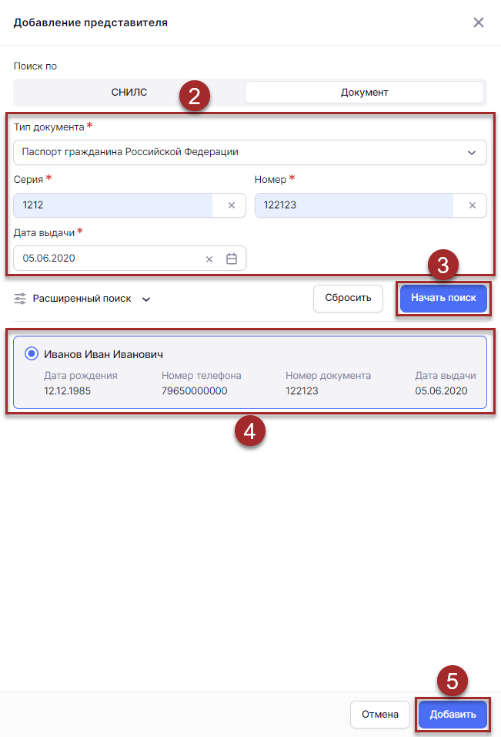 Добавление представителя
Поиск по
СНИЛС Документ
2
Тип документа *
Паспорт гражданина Российской Федерации
Серия * Номер *
1212 122123
Дата выдачи *
05.06.2020
3
Расширенный поиск Сбросить Начать поиск
Иванов Иван Иванович
Дата рождения Номер телефона Номер документа Дата выдачи
12.12.1985 79650000000 122123 05.06.2020
4
5
Отмена Добавить